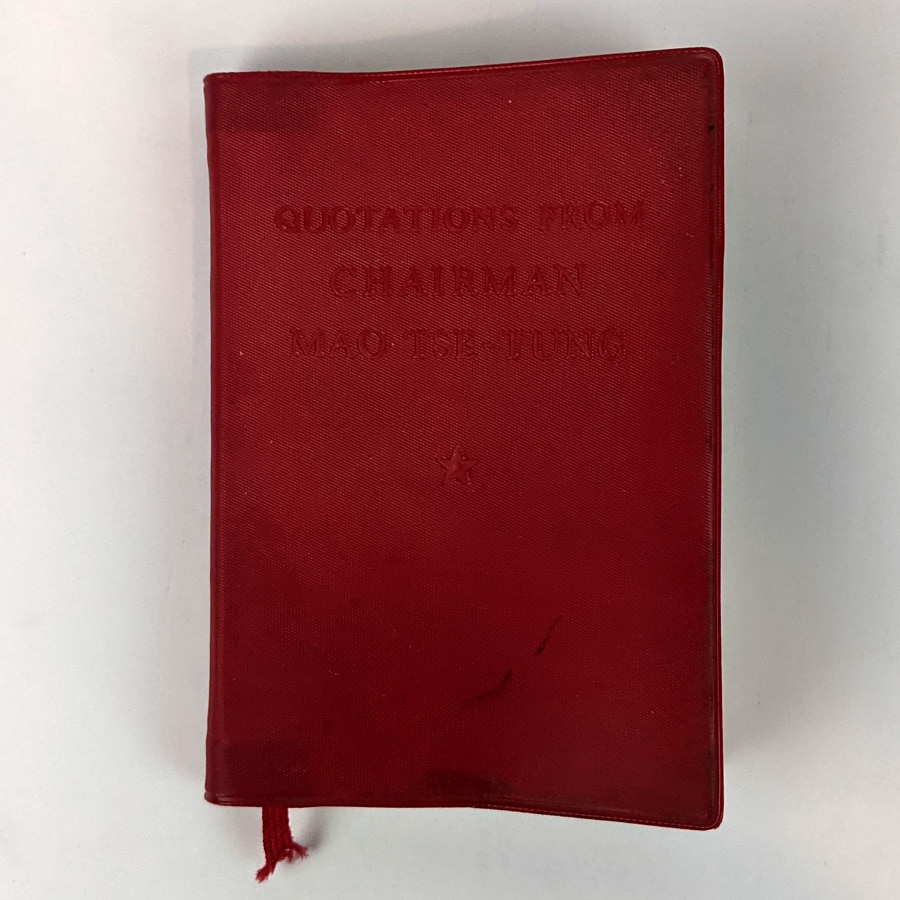 QUOTATIONS FROM
CHAIRMAN
MAO TSE-TUNG